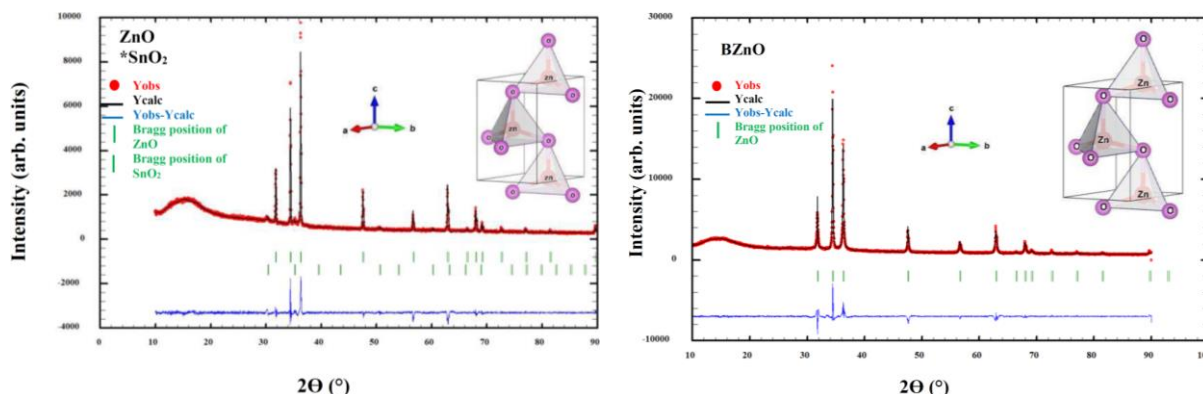 ZnO
*SnO₂
Yobs
Ycalc
Yobs-Ycalc
Bragg position of
ZnO
Bragg position of
SnO₂
Intensity (arb. units)
10000
8000
6000
4000
2000
0
-2000
-4000
0
10
20
30
40
50
60
70
80
90
2Θ (°)
a
b
c
zn
zn
zn
O
O
O
O
O
O
O
O
BZnO
Yobs
Ycalc
Yobs-Ycalc
Bragg position of
ZnO
Intensity (arb. units)
30000
20000
10000
0
-10000
10
20
30
40
50
60
70
80
90
100
2Θ (°)
a
b
c
Zn
Zn
Zn
O
O
O
O
O
O
O
O